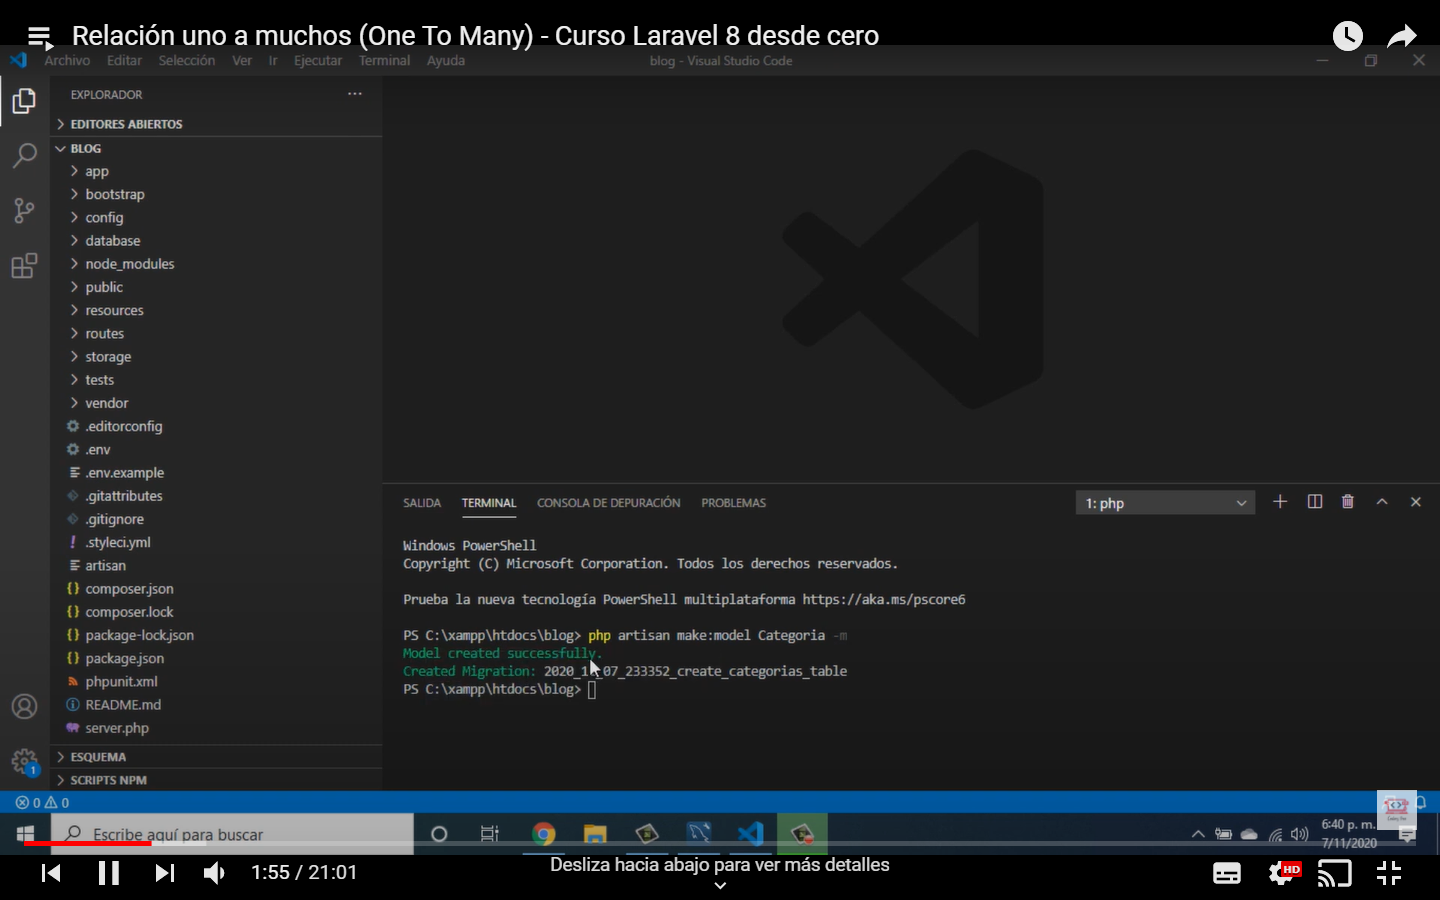 Relación uno a muchos (One To Many) - Curso Laravel 8 desde cero
Archivo Editar Selección Ver Ir Ejecutar Terminal Ayuda
blog - Visual Studio Code
EXPLORADOR
EDITORES ABIERTOS
BLOG
app
bootstrap
config
database
node_modules
public
resources
routes
storage
tests
vendor
.editorconfig
.env
.env.example
.gitattributes
.gitignore
.styleci.yml
artisan
composer.json
composer.lock
package-lock.json
package.json
phpunit.xml
README.md
server.php
ESQUEMA
SCRIPTS NPM
1
SALIDA TERMINAL CONSOLA DE DEPURACIÓN PROBLEMAS
1: php
Windows PowerShell
Copyright (C) Microsoft Corporation. Todos los derechos reservados.
Prueba la nueva tecnología PowerShell multiplataforma https://aka.ms/pscore6
PS C:\xampp\htdocs\blog> php artisan make:model Categoria -m
Model created successfully.
Created Migration: _create_categorias_table
PS C:\xampp\htdocs\blog>
0 0
Escribe aquí para buscar
6:40 p. m.
7/11/2020
1:55 / 21:01
Desliza hacia abajo para ver más detalles
HD